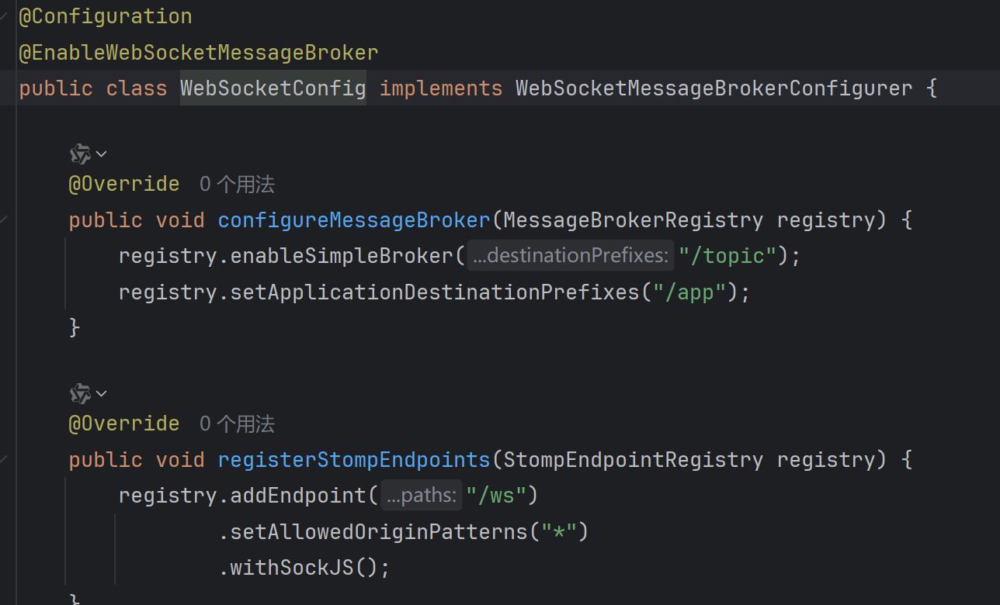 @Configuration
@EnableWebSocketMessageBroker
public class WebSocketConfig implements WebSocketMessageBrokerConfigurer {
@Override 0 个用法
public void configureMessageBroker(MessageBrokerRegistry registry) {
registry.enableSimpleBroker( ...destinationPrefixes: "/topic");
registry.setApplicationDestinationPrefixes("/app");
}
@Override 0 个用法
public void registerStompEndpoints(StompEndpointRegistry registry) {
registry.addEndpoint( ...paths: "/ws")
.setAllowedOriginPatterns("*")
.withSockJS();
}